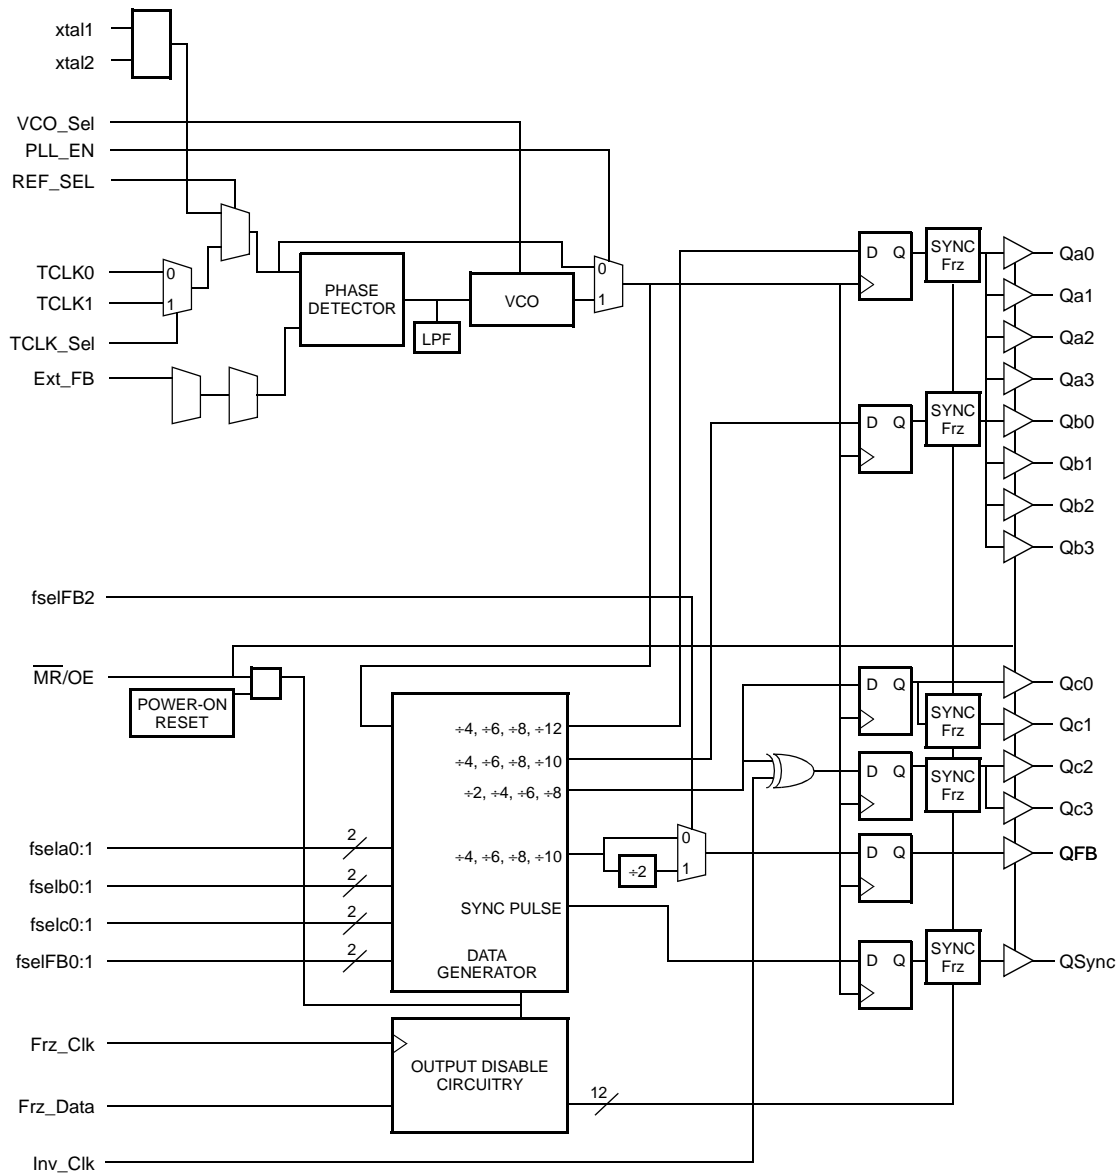 xtal1
xtal2
VCO_Sel
PLL_EN
REF_SEL
TCLK0
TCLK1
TCLK_Sel
Ext_FB
0
1
PHASE
DETECTOR
LPF
VCO
0
1
D Q
SYNC
Frz
Qa0
Qa1
Qa2
Qa3
D Q
SYNC
Frz
Qb0
Qb1
Qb2
Qb3
fselFB2
MR/OE
POWER-ON
RESET
÷4, ÷6, ÷8, ÷12
÷4, ÷6, ÷8, ÷10
÷2, ÷4, ÷6, ÷8
÷4, ÷6, ÷8, ÷10
SYNC PULSE
DATA
GENERATOR
D Q
SYNC
Frz
Qc0
Qc1
D Q
SYNC
Frz
Qc2
Qc3
0
1
÷2
D Q
QFB
D Q
SYNC
Frz
QSync
fsela0:1
2
fselb0:1
2
fselc0:1
2
fselFB0:1
2
Frz_Clk
OUTPUT DISABLE
CIRCUITRY
12
Frz_Data
Inv_Clk